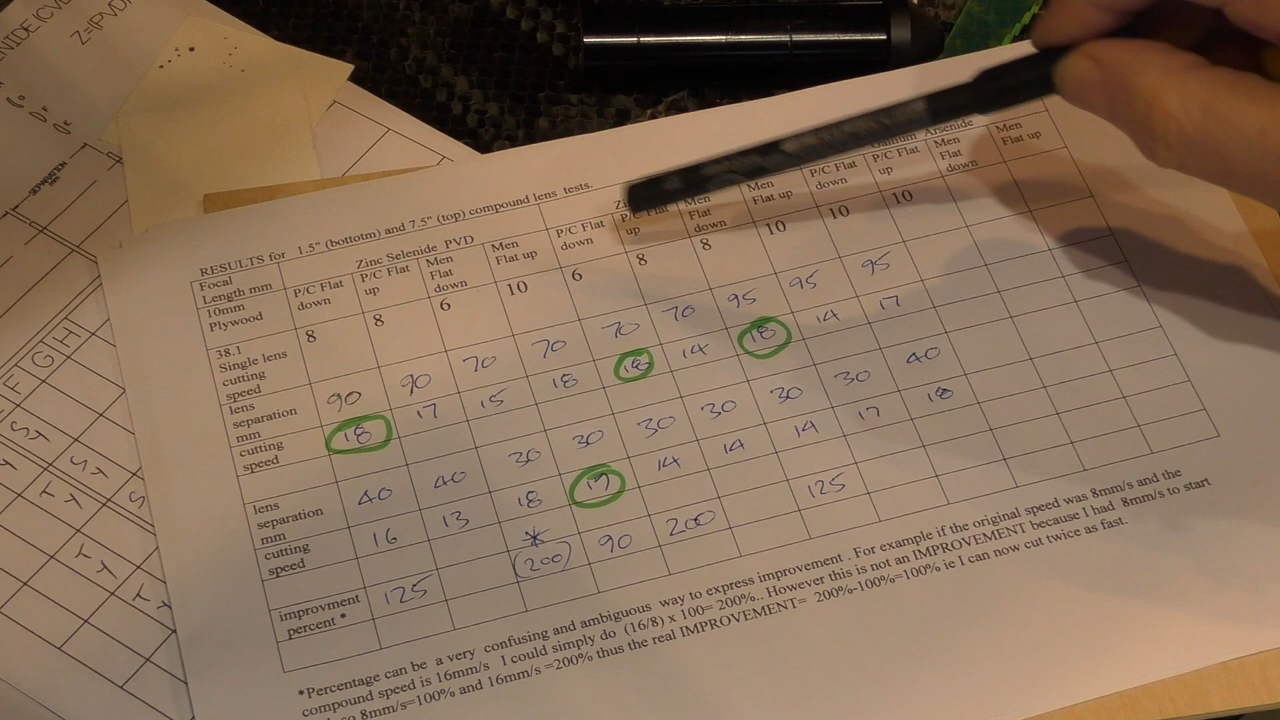 ENIDE (CVD
Z=(PVD)
SEPARATION
mm
F G H
RESULTS for 1.5" (bottotm) and 7.5" (top) compound lens tests.
Focal Length mm
Zinc Selenide PVD
Arsenide
10mm Plywood
P/C Flat down
P/C Flat up
Men Flat down
Men Flat up
P/C Flat down
P/C Flat up
Men Flat down
Men Flat up
P/C Flat down
P/C Flat up
Men Flat down
Men Flat up
38.1 Single lens cutting speed
8 8 6 10 6 8 8 10 10 10
lens separation mm
90 90 70 70 70 70 95 95 95
cutting speed
18 17 15 18 18 14 18 14 17
lens separation mm
40 40 30 30 30 30 30 30 40
cutting speed
16 13 18 19 14 14 14 17 18
improvment percent *
125 * (200) 90 200 125
*Percentage can be a very confusing and ambiguous way to express improvement . For example if the original speed was 8mm/s and the
compound speed is 16mm/s I could simply do (16/8) x 100= 200%.. However this is not an IMPROVEMENT because I had 8mm/s to start
so 8mm/s=100% and 16mm/s =200% thus the real IMPROVEMENT= 200%-100%=100% ie I can now cut twice as fast.